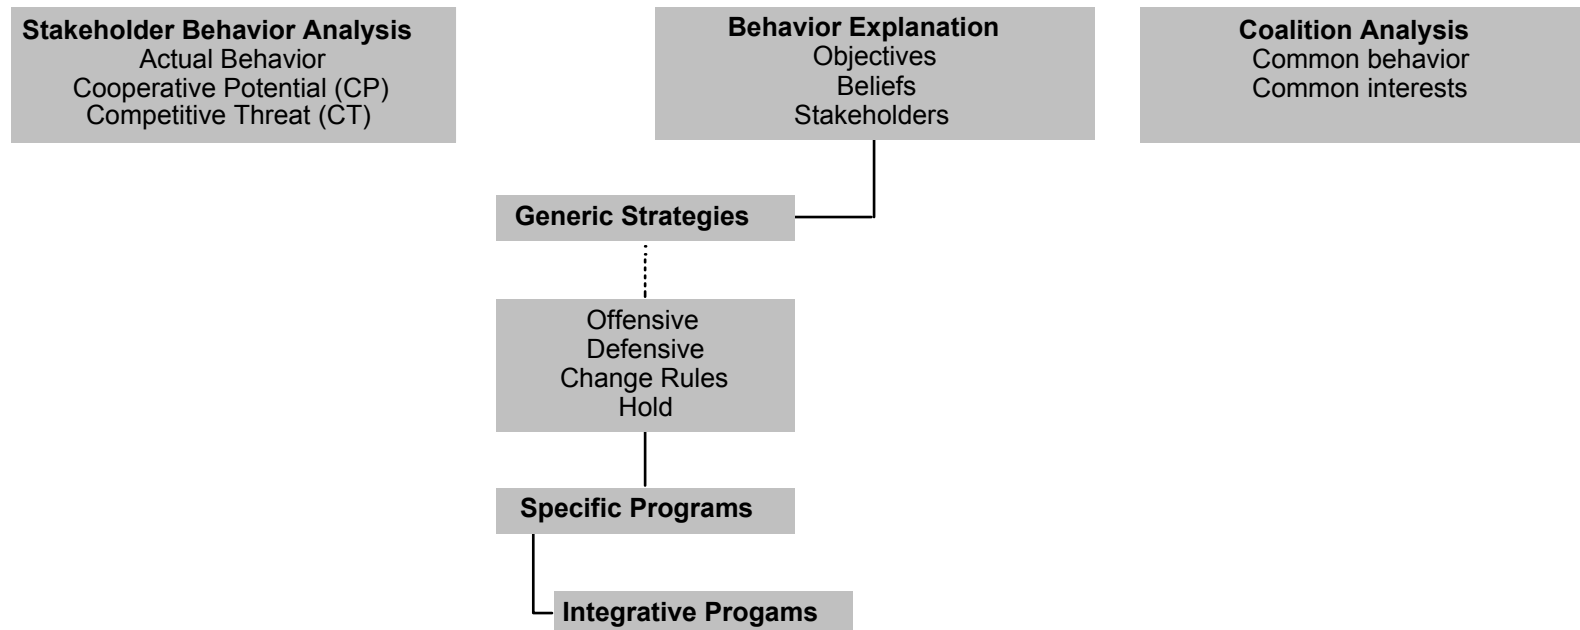 Stakeholder Behavior Analysis
Actual Behavior
Cooperative Potential (CP)
Competitive Threat (CT)
Behavior Explanation
Objectives
Beliefs
Stakeholders
Coalition Analysis
Common behavior
Common interests
Generic Strategies
Offensive
Defensive
Change Rules
Hold
Specific Programs
Integrative Progams